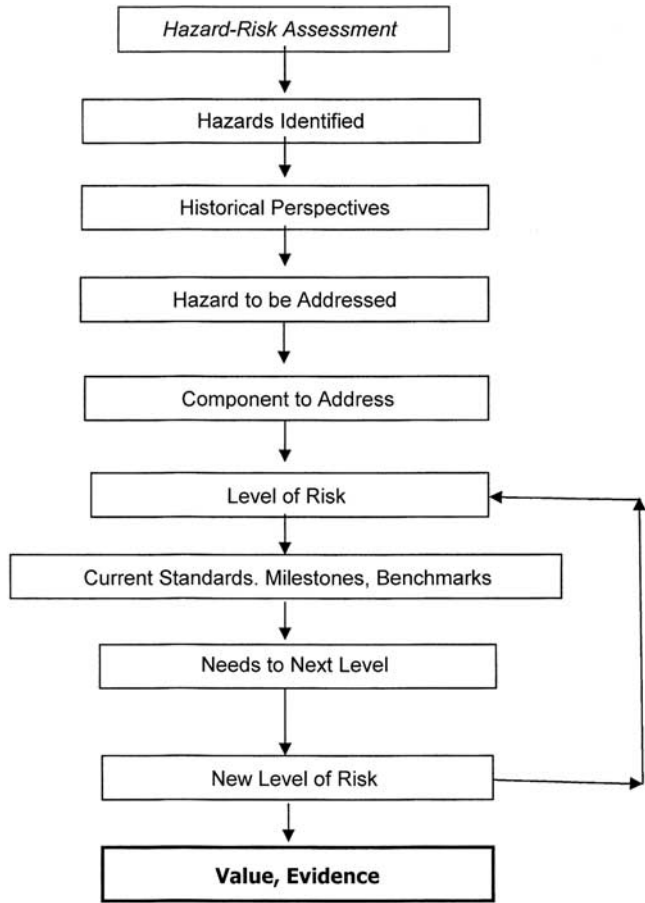 Hazard-Risk Assessment
Hazards Identified
Historical Perspectives
Hazard to be Addressed
Component to Address
Level of Risk
Current Standards. Milestones, Benchmarks
Needs to Next Level
New Level of Risk
Value, Evidence